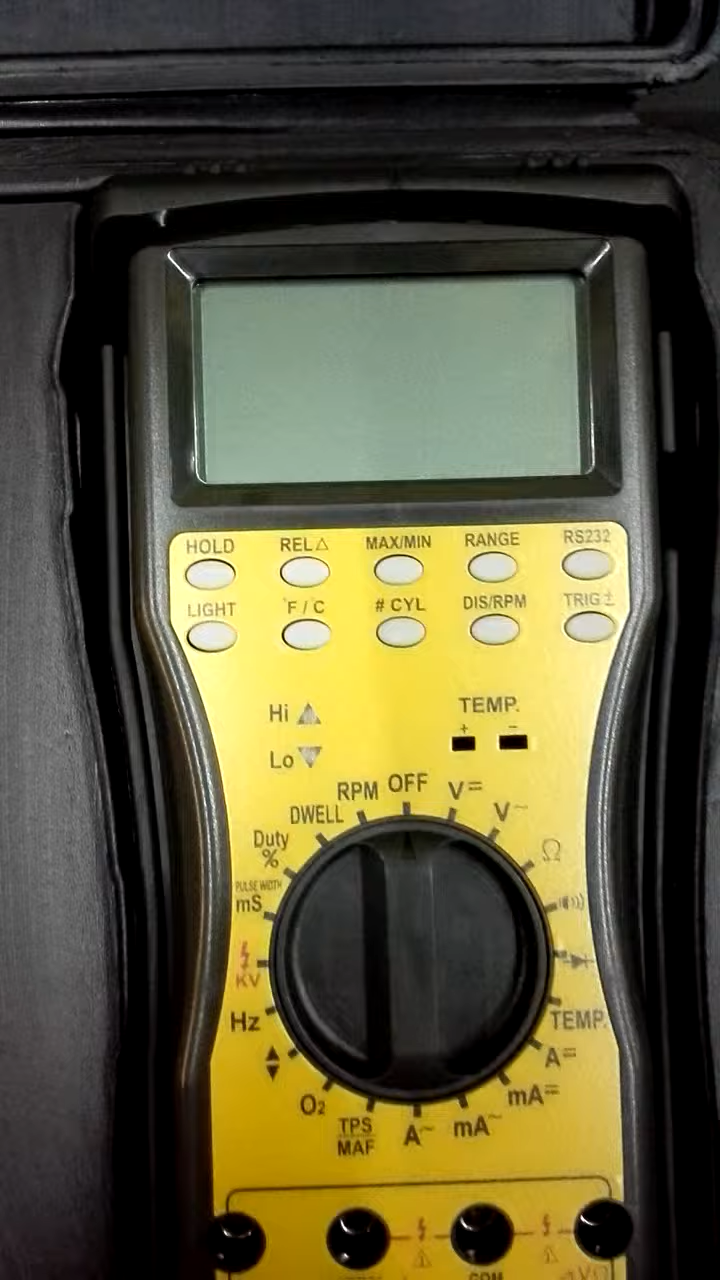 HOLD REL△ MAX/MIN RANGE RS232
LIGHT °F / °C # CYL DIS/RPM TRIG ±
Hi ▲ TEMP.
+ −
Lo ▼
RPM OFF V⎓
DWELL V~
Duty Ω
%
PULSE WIDTH
mS
KV
Hz TEMP.
A⎓
mA⎓
O₂
TPS A~ mA~
MAF
COM